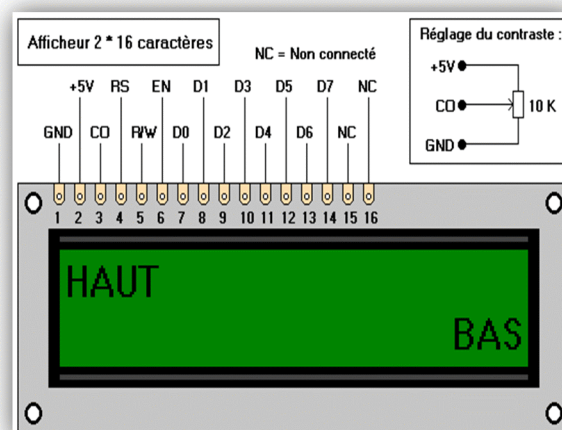 Afficheur 2 * 16 caractères
NC = Non connecté
Réglage du contraste :
+5V
CO
10 K
GND
+5V RS EN D1 D3 D5 D7 NC
GND CO R/W D0 D2 D4 D6 NC
1 2 3 4 5 6 7 8 9 10 11 12 13 14 15 16
HAUT
BAS